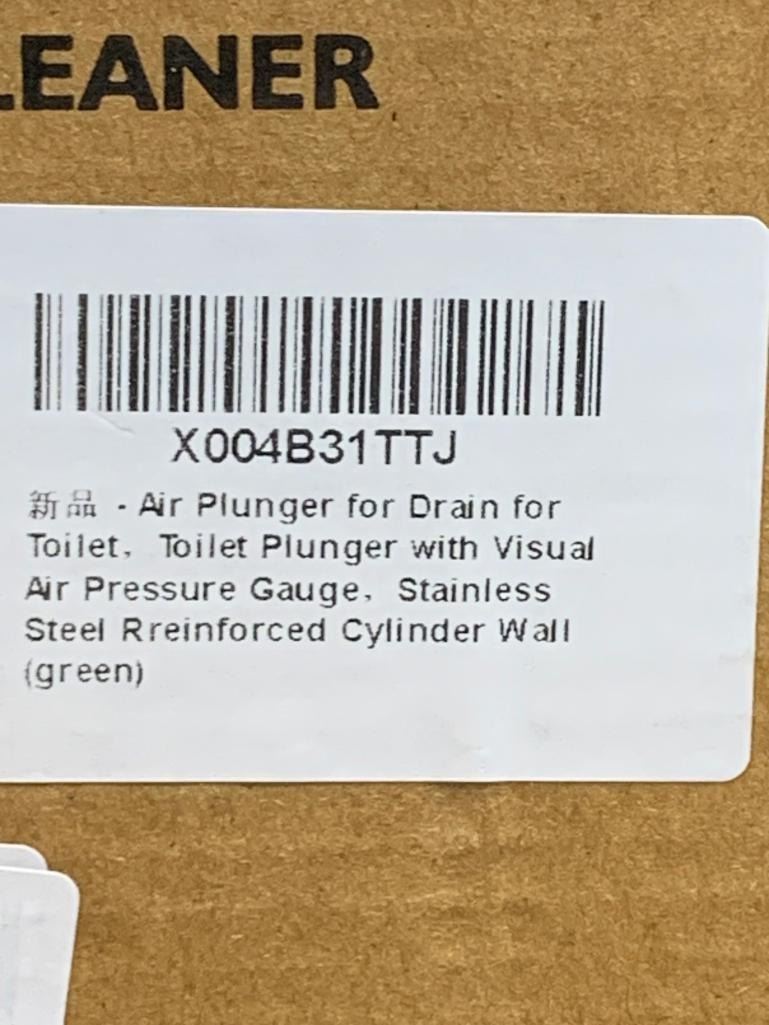 LEANER
X004B31TTJ
新品 - Air Plunger for Drain for
Toilet，Toilet Plunger with Visual
Air Pressure Gauge，Stainless
Steel Rreinforced Cylinder Wall
(green)